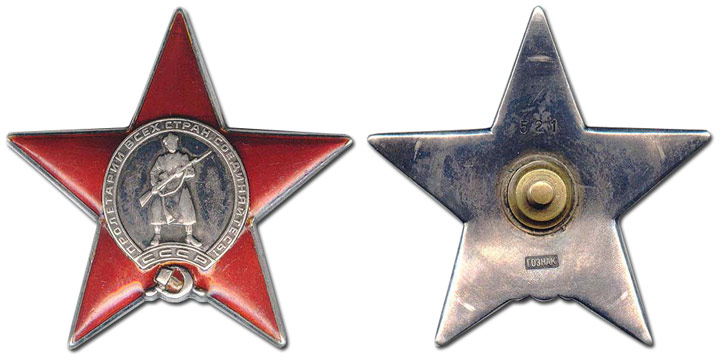 ПРОЛЕТАРИИ ВСЕХ СТРАН, СОЕДИНЯЙТЕСЬ!
СССР
521
ГОЗНАК